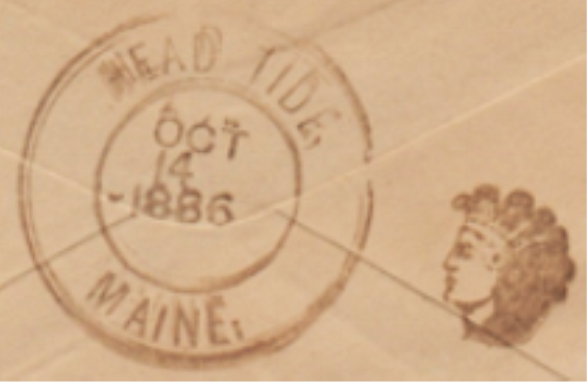 HEAD TIDE,
OCT
14
1886
MAINE.